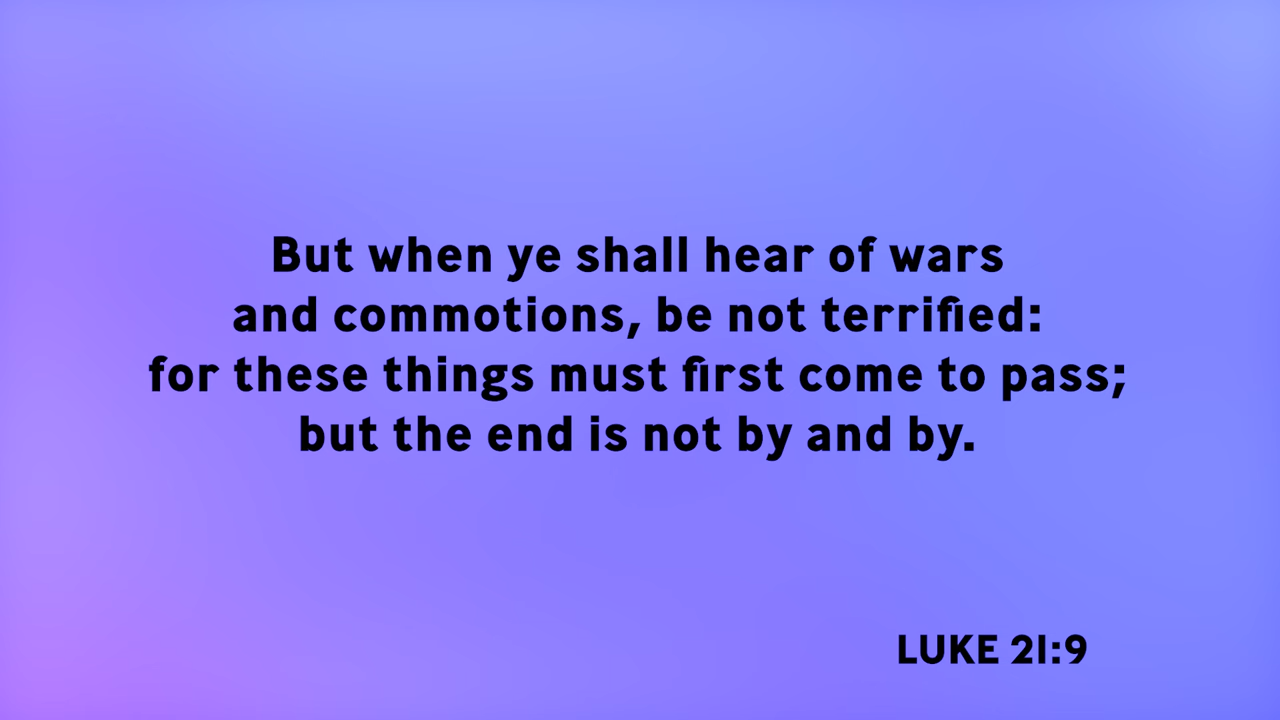 But when ye shall hear of wars
and commotions, be not terrified:
for these things must first come to pass;
but the end is not by and by.
LUKE 21:9